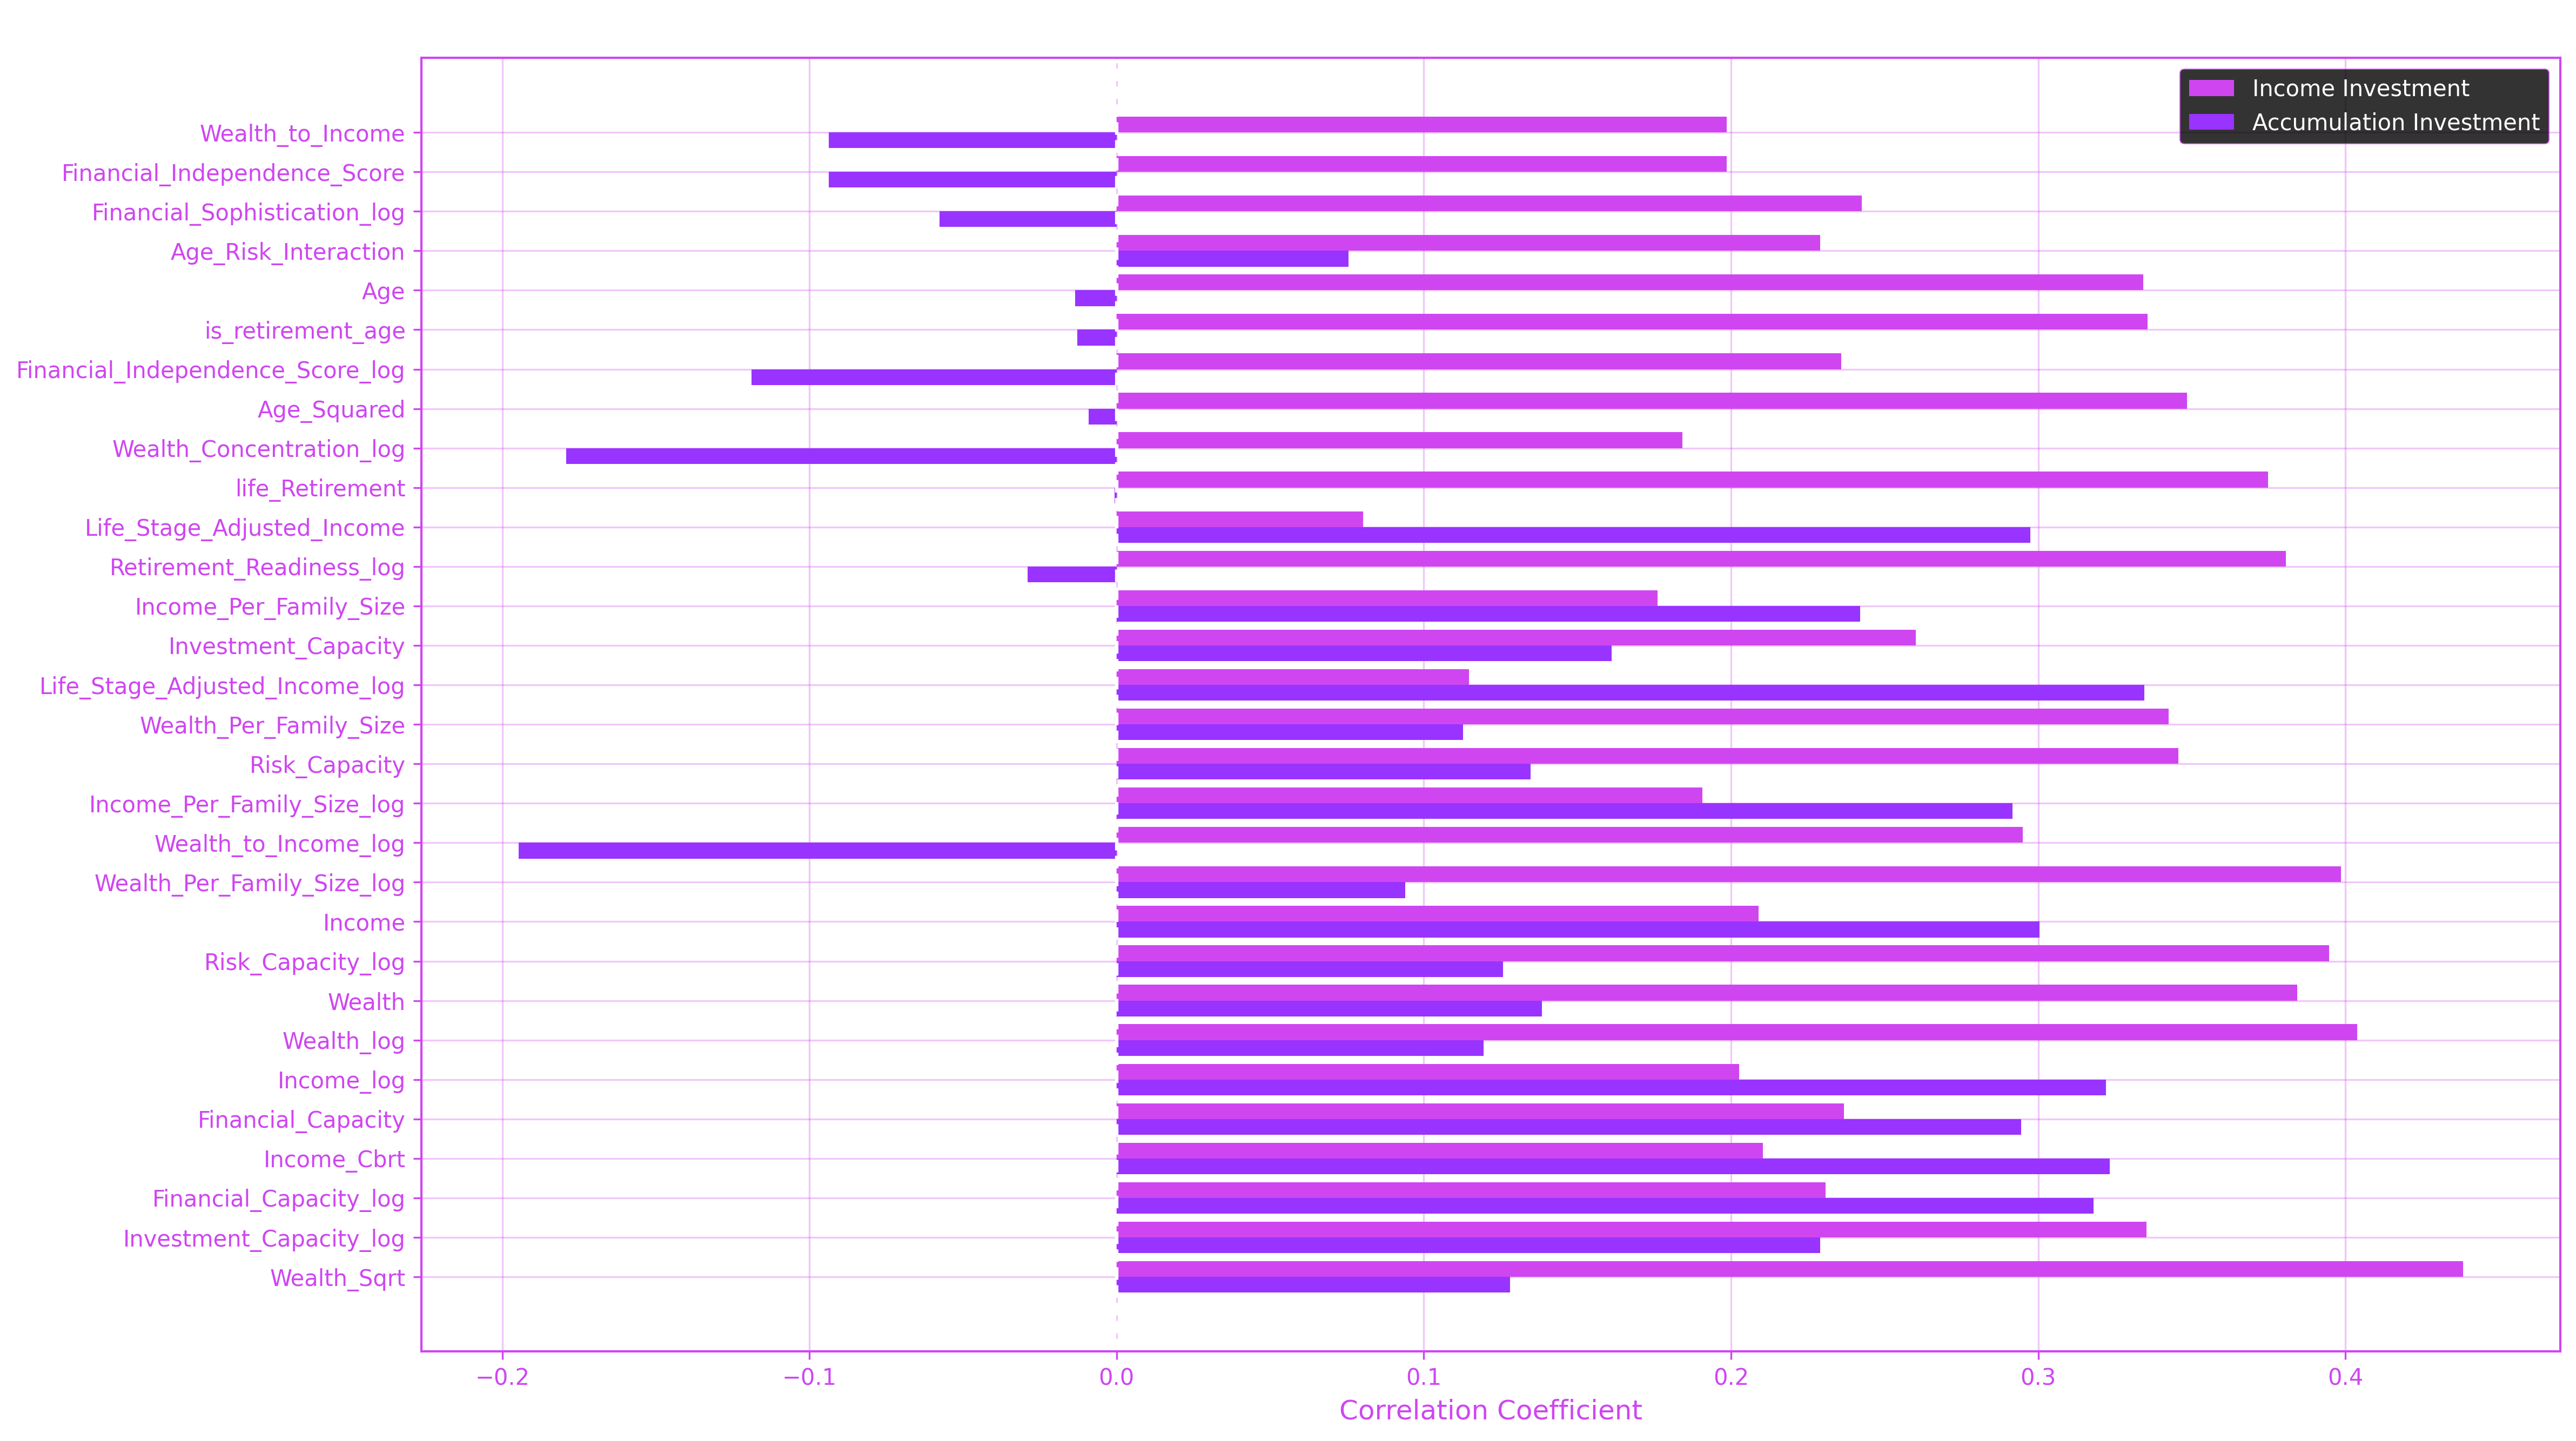 Income Investment
Accumulation Investment
Wealth_to_Income
Financial_Independence_Score
Financial_Sophistication_log
Age_Risk_Interaction
Age
is_retirement_age
Financial_Independence_Score_log
Age_Squared
Wealth_Concentration_log
life_Retirement
Life_Stage_Adjusted_Income
Retirement_Readiness_log
Income_Per_Family_Size
Investment_Capacity
Life_Stage_Adjusted_Income_log
Wealth_Per_Family_Size
Risk_Capacity
Income_Per_Family_Size_log
Wealth_to_Income_log
Wealth_Per_Family_Size_log
Income
Risk_Capacity_log
Wealth
Wealth_log
Income_log
Financial_Capacity
Income_Cbrt
Financial_Capacity_log
Investment_Capacity_log
Wealth_Sqrt
−0.2 −0.1 0.0 0.1 0.2 0.3 0.4
Correlation Coefficient